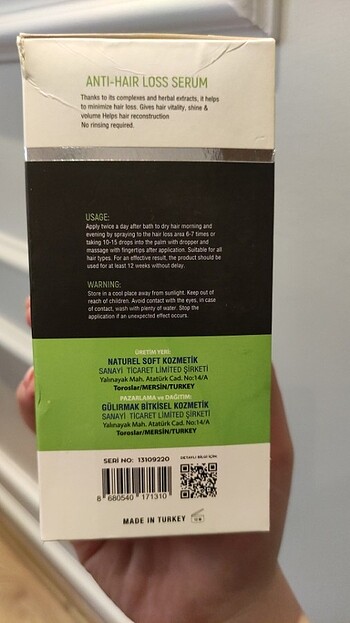 ANTI-HAIR LOSS SERUM
Thanks to its complexes and herbal extracts, it helps
to minimize hair loss. Gives hair vitality, shine &
volume Helps hair reconstruction
No rinsing required.
USAGE:
Apply twice a day after bath to dry hair morning and
evening by spraying to the hair loss area 6-7 times or
taking 10-15 drops into the palm with dropper and
massage with fingertips after application. Suitable for all
hair types. For an effective result, the product should be
used for at least 12 weeks without delay.
WARNING:
Store in a cool place away from sunlight. Keep out of
reach of children. Avoid contact with the eyes, in case
of contact, wash with plenty of water. Stop the
application if an unexpected effect occurs.
ÜRETİM YERİ:
NATUREL SOFT KOZMETİK
SANAYİ TİCARET LİMİTED ŞİRKETİ
Yalınayak Mah. Atatürk Cad. No:14/A
Toroslar/MERSİN/TURKEY
PAZARLAMA ve DAĞITIM:
GÜLIRMAK BİTKİSEL KOZMETİK
SANAYİ TİCARET LİMİTED ŞİRKETİ
Yalınayak Mah. Atatürk Cad. No:14/A
Toroslar/MERSİN/TURKEY
SERİ NO: 13109220
DETAYLI BİLGİ İÇİN
8 680540 171310
MADE IN TURKEY